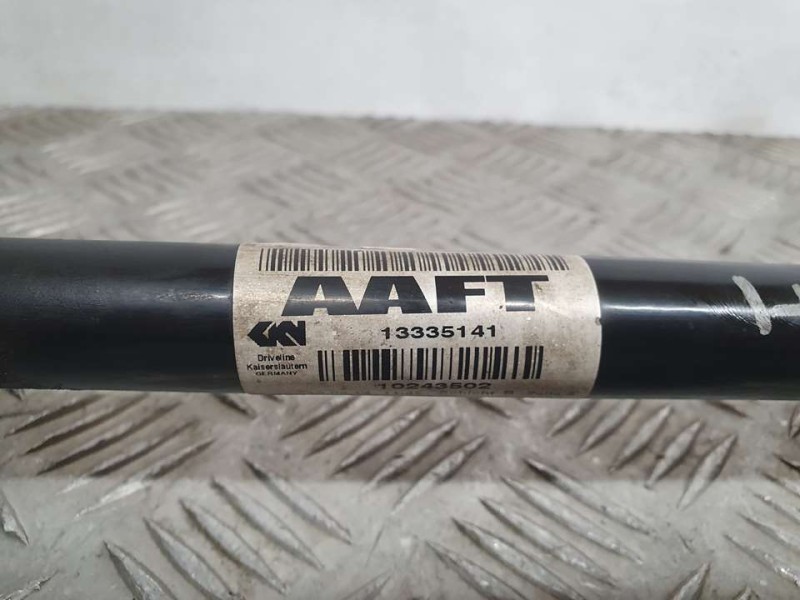 AAFT
GKN
13335141
Driveline
Kaiserslautern
GERMANY
10243502